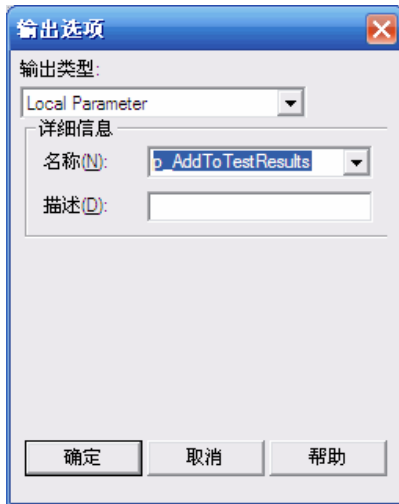 输出选项
输出类型:
Local Parameter
详细信息
名称(N):
p_AddToTestResults
描述(D):
确定
取消
帮助